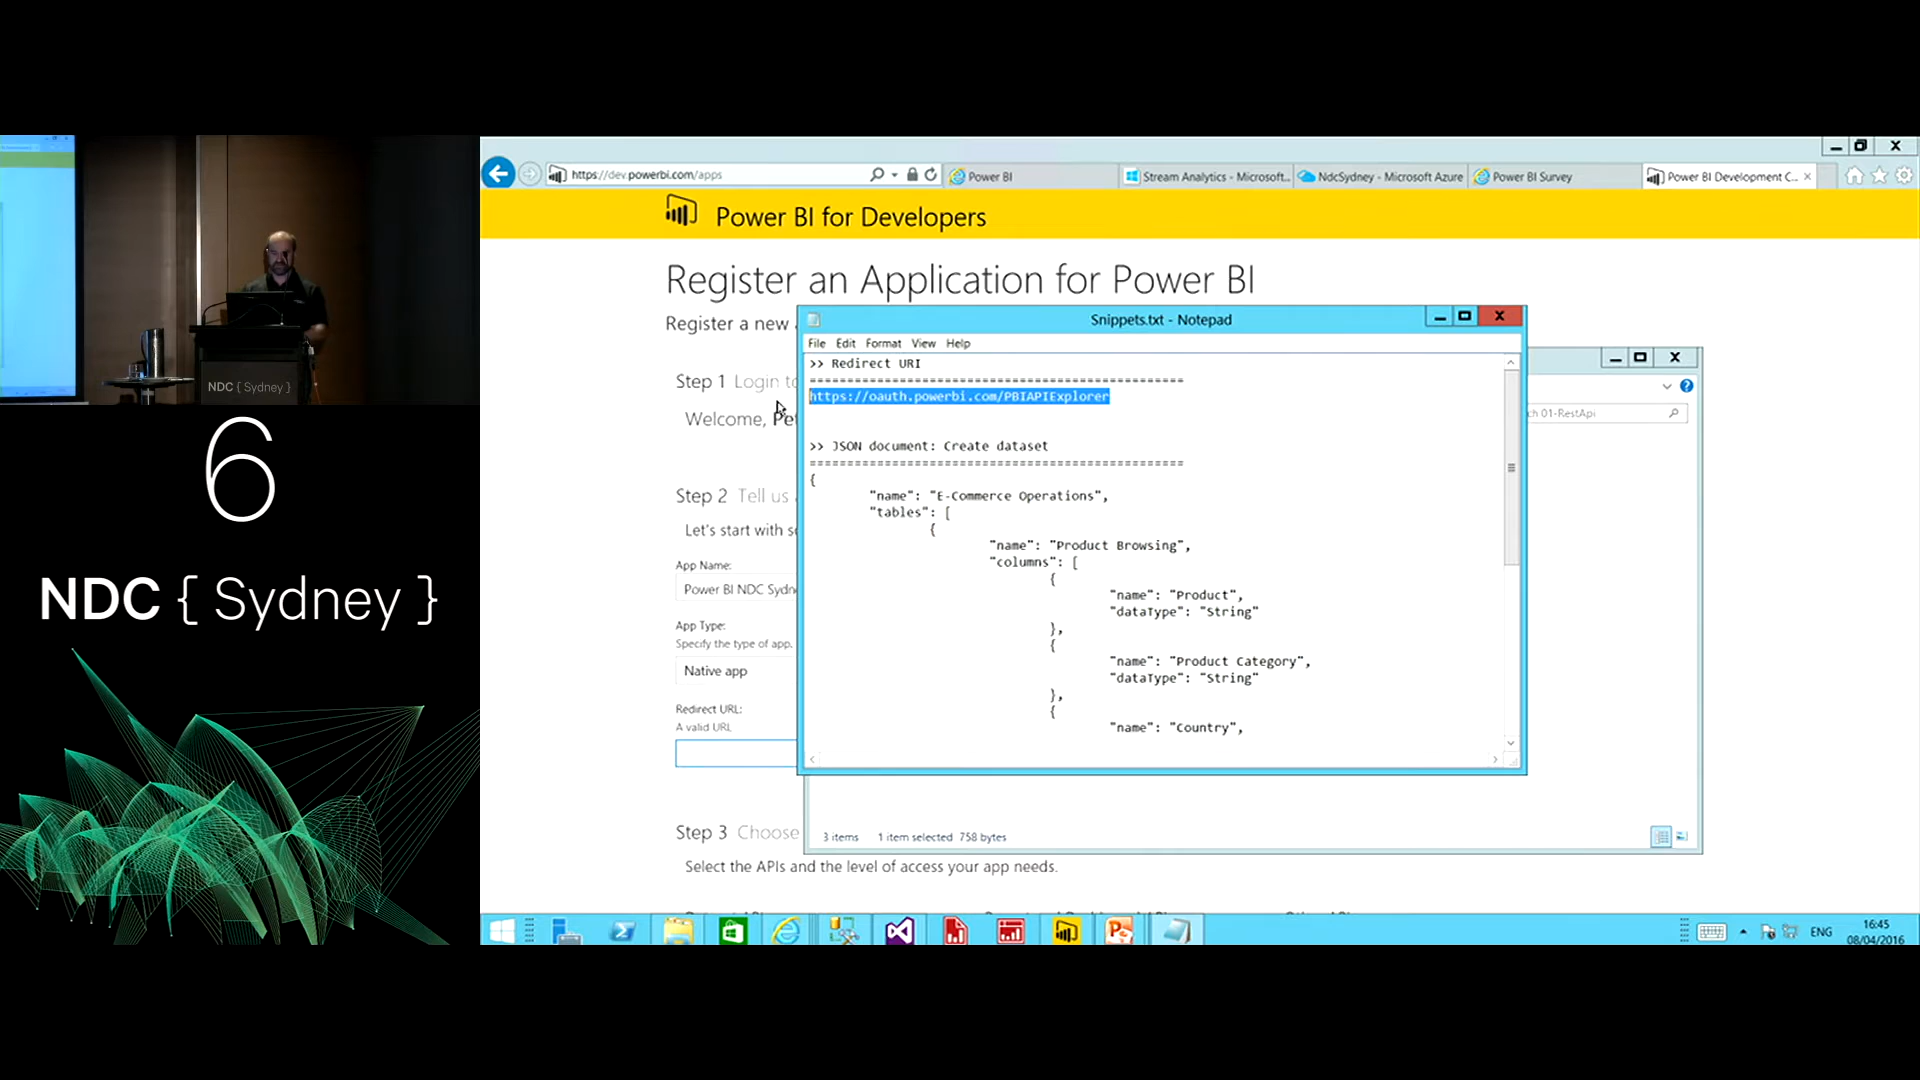 NDC { Sydney }
6
NDC { Sydney }
https://dev.powerbi.com/apps
Power BI
Stream Analytics - Microsoft...
NdcSydney - Microsoft Azure
Power BI Survey
Power BI Development C...
Power BI for Developers
Register an Application for Power BI
Register a new
Step 1 Login to
Welcome, Pet
Step 2 Tell us
Let's start with so
App Name:
Power BI NDC Sydn
App Type:
Specify the type of app.
Native app
Redirect URL:
A valid URL
Step 3 Choose
Select the APIs and the level of access your app needs.
Snippets.txt - Notepad
File Edit Format View Help
>> Redirect URI
==================================================
https://oauth.powerbi.com/PBIAPIExplorer
>> JSON document: Create dataset
==================================================
{
"name": "E-Commerce Operations",
"tables": [
{
"name": "Product Browsing",
"columns": [
{
"name": "Product",
"dataType": "String"
},
{
"name": "Product Category",
"dataType": "String"
},
{
"name": "Country",
ch 01-RestApi
3 items 1 item selected 758 bytes
ENG
16:45
08/04/2016